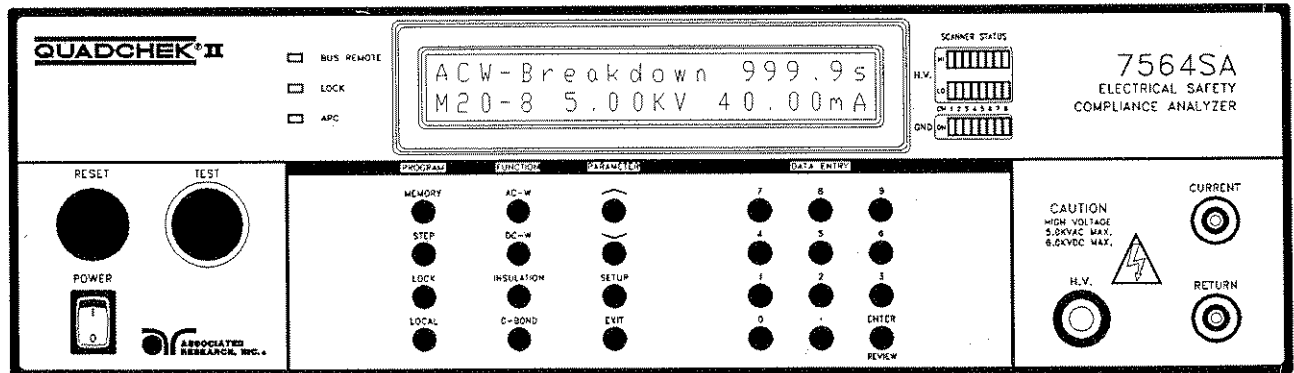 QUADCHEK® II
BUS REMOTE
LOCK
APC
ACW-Breakdown 999.9s
M20-8 5.00KV 40.00mA
SCANNER STATUS
H.V.
HI
LO
CH 1 2 3 4 5 6 7 8
GND ON
7564SA
ELECTRICAL SAFETY
COMPLIANCE ANALYZER
RESET
TEST
POWER
I
O
ASSOCIATED
RESEARCH, INC.
PROGRAM FUNCTION PARAMETER DATA ENTRY
MEMORY AC-W 7 8 9
STEP DC-W 4 5 6
LOCK INSULATION SETUP 1 2 3
LOCAL G-BOND EXIT 0 . ENTER
REVIEW
CAUTION
HIGH VOLTAGE
5.0KVAC MAX.
6.0KVDC MAX.
H.V.
CURRENT
RETURN